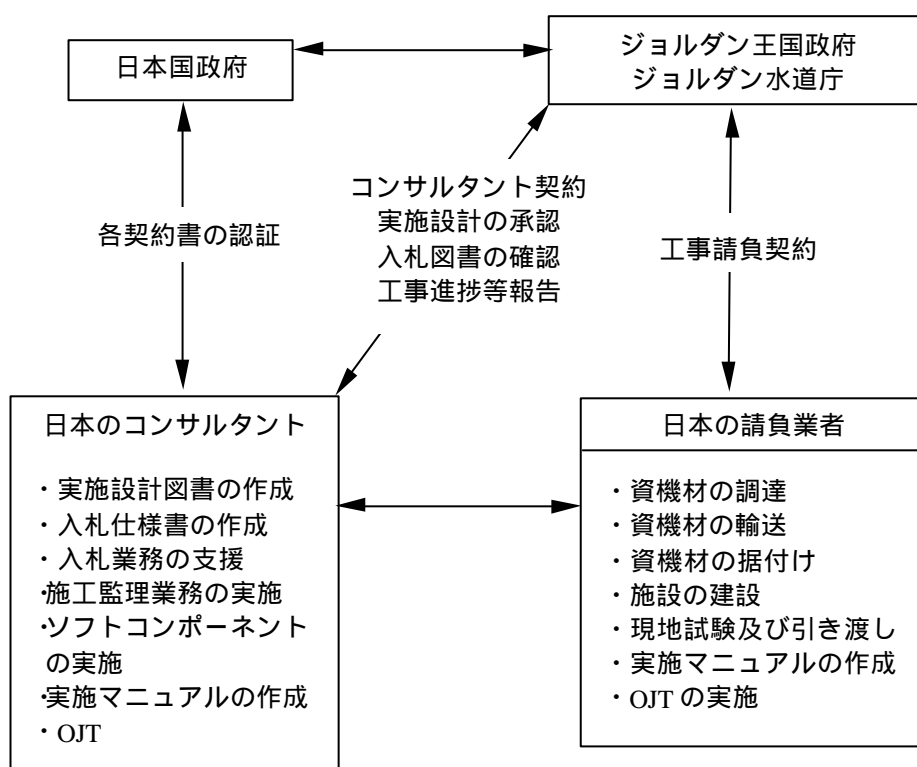 日本国政府
ジョルダン王国政府
ジョルダン水道庁
コンサルタント契約
実施設計の承認
入札図書の確認
工事進捗等報告
各契約書の認証
工事請負契約
日本のコンサルタント
・実施設計図書の作成
・入札仕様書の作成
・入札業務の支援
・施工監理業務の実施
・ソフトコンポーネント
の実施
・実施マニュアルの作成
・OJT
日本の請負業者
・資機材の調達
・資機材の輸送
・資機材の据付け
・施設の建設
・現地試験及び引き渡し
・実施マニュアルの作成
・OJT の実施